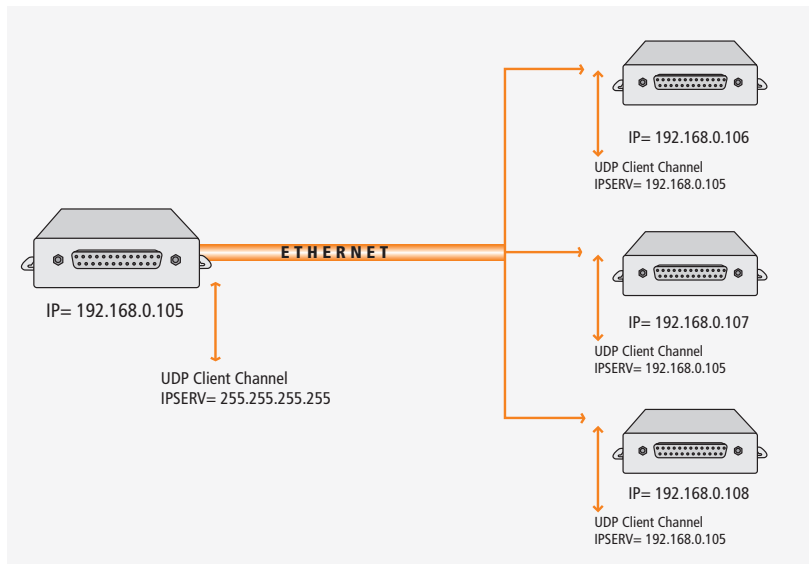 IP= 192.168.0.106
UDP Client Channel
IPSERV= 192.168.0.105
ETHERNET
IP= 192.168.0.105
UDP Client Channel
IPSERV= 255.255.255.255
IP= 192.168.0.107
UDP Client Channel
IPSERV= 192.168.0.105
IP= 192.168.0.108
UDP Client Channel
IPSERV= 192.168.0.105